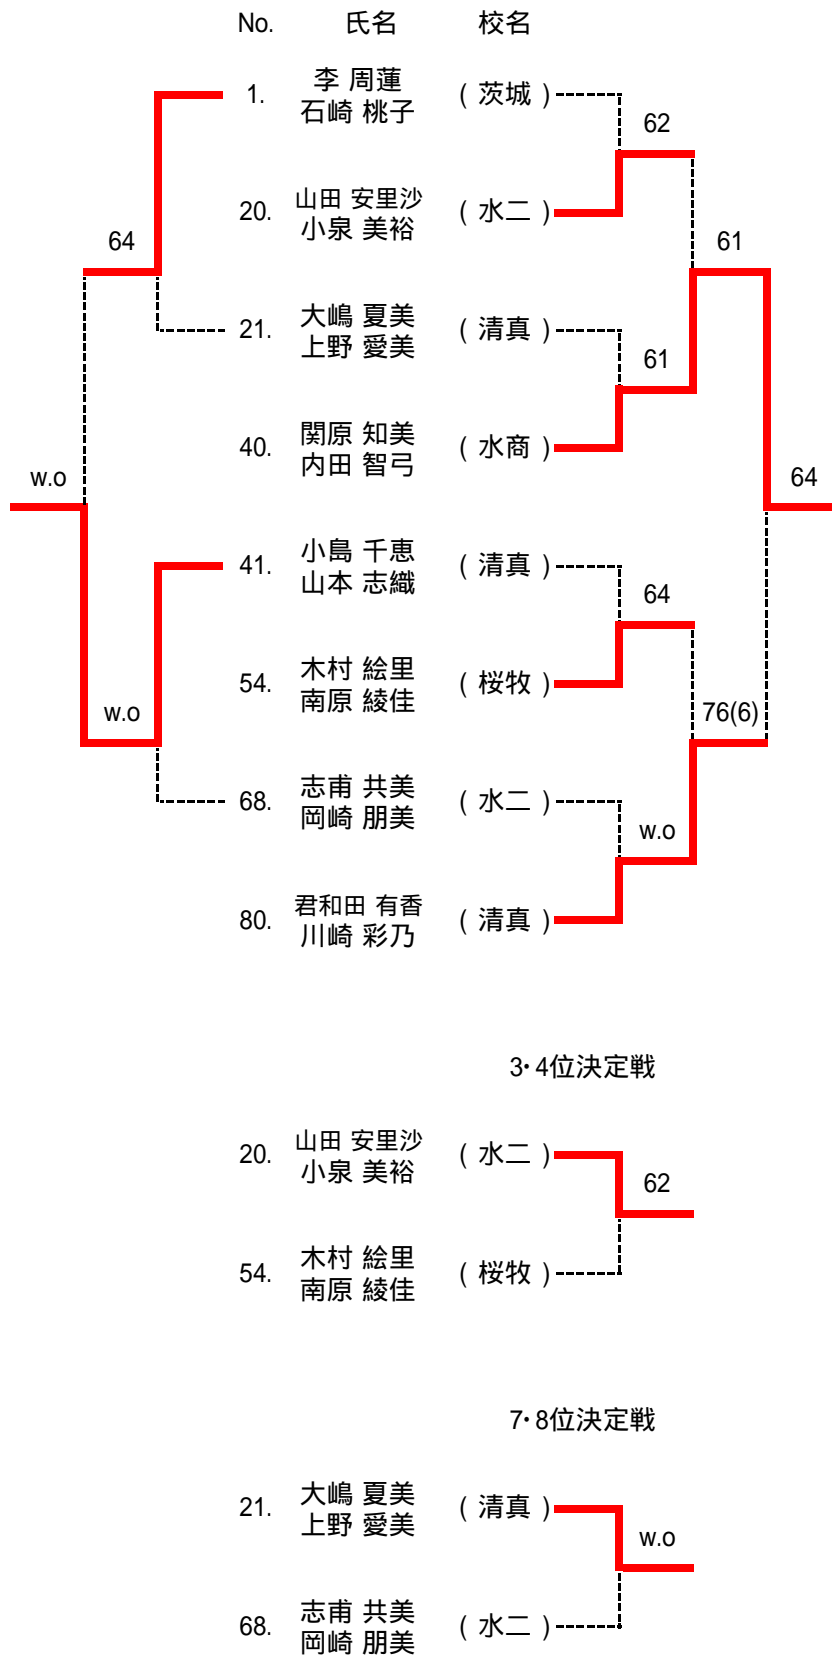 No. 氏名 校名
1. 李 周蓮 ( 茨城 )
石崎 桃子
62
20. 山田 安里沙 ( 水二 )
小泉 美裕
64 61
21. 大嶋 夏美 ( 清真 )
上野 愛美
61
40. 関原 知美 ( 水商 )
内田 智弓
w.o 64
41. 小島 千恵 ( 清真 )
山本 志織
64
54. 木村 絵里 ( 桜牧 )
南原 綾佳
w.o 76(6)
68. 志甫 共美 ( 水二 )
岡崎 朋美
w.o
80. 君和田 有香 ( 清真 )
川崎 彩乃
3・4位決定戦
20. 山田 安里沙 ( 水二 )
小泉 美裕
62
54. 木村 絵里 ( 桜牧 )
南原 綾佳
7・8位決定戦
21. 大嶋 夏美 ( 清真 )
上野 愛美
w.o
68. 志甫 共美 ( 水二 )
岡崎 朋美